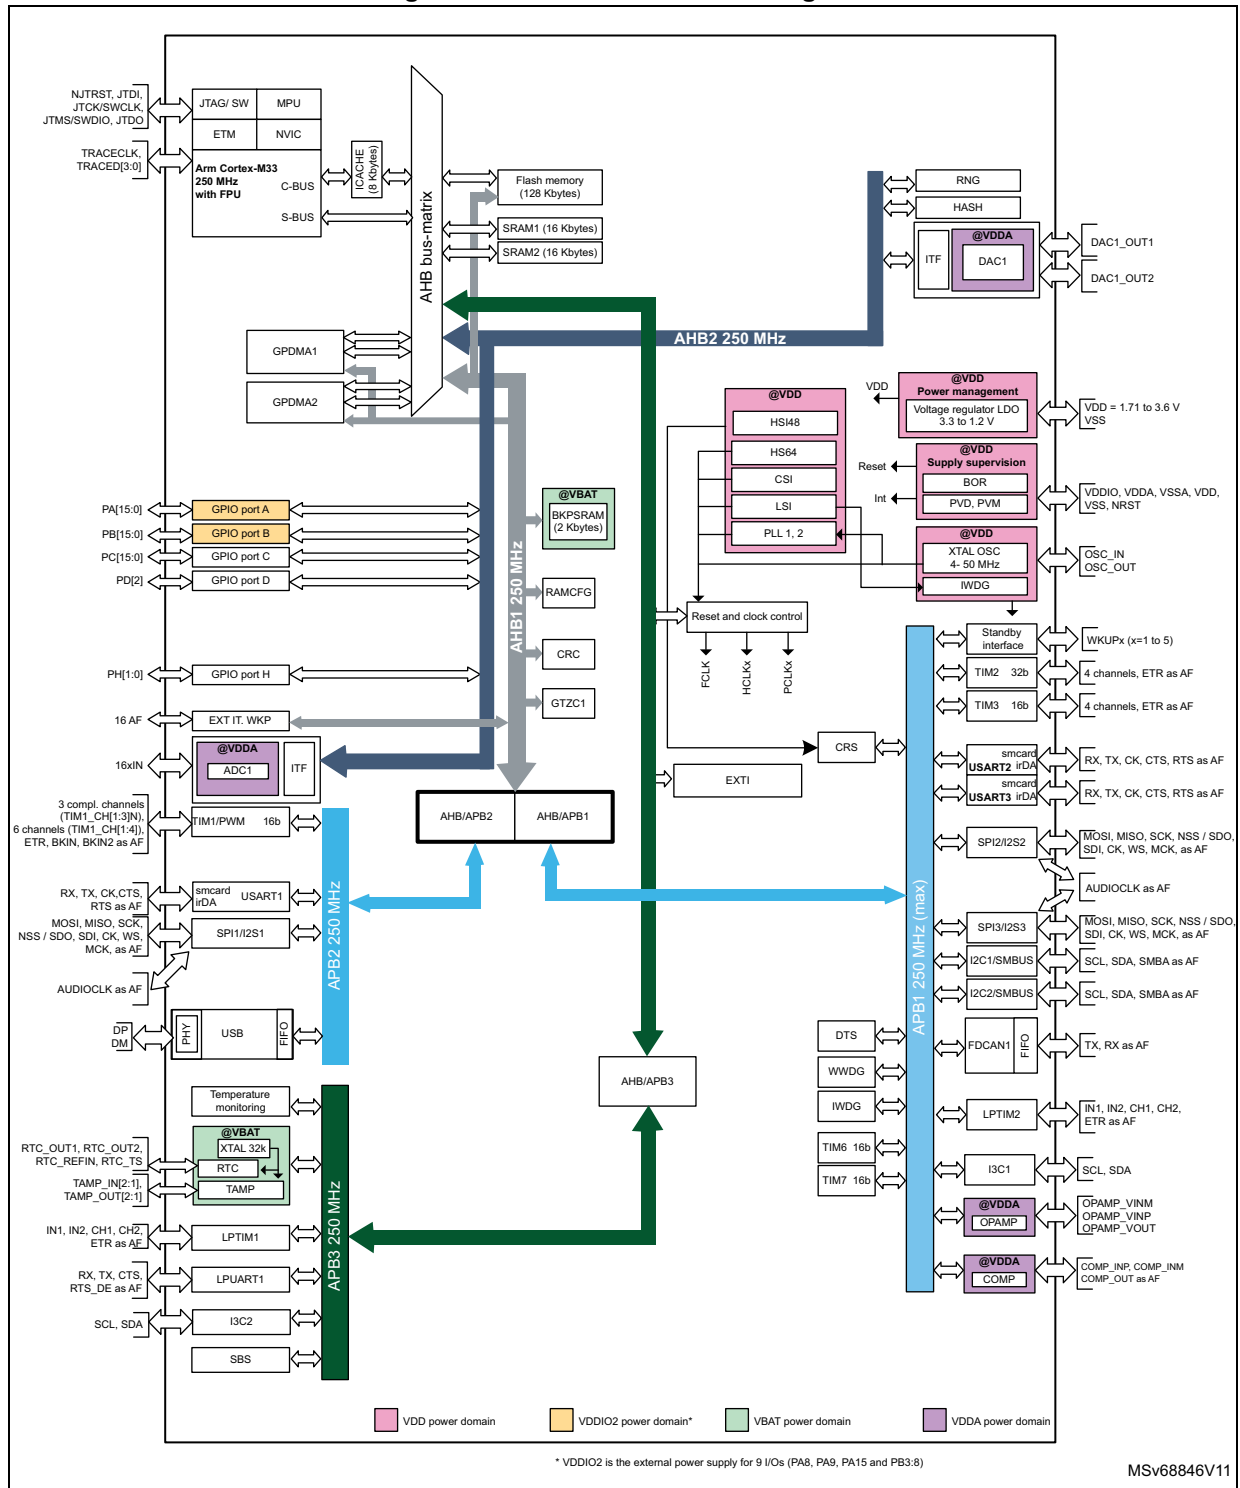 NJTRST, JTDI,
JTCK/SWCLK,
JTMS/SWDIO, JTDO
TRACECLK,
TRACED[3:0]
JTAG/ SW
MPU
ETM
NVIC
Arm Cortex-M33
250 MHz
with FPU
C-BUS
S-BUS
ICACHE
(8 Kbytes)
AHB bus-matrix
Flash memory
(128 Kbytes)
SRAM1 (16 Kbytes)
SRAM2 (16 Kbytes)
RNG
HASH
@VDDA
ITF
DAC1
DAC1_OUT1
DAC1_OUT2
AHB2 250 MHz
GPDMA1
GPDMA2
@VDD
HSI48
HS64
CSI
LSI
PLL 1, 2
VDD
@VDD
Power management
Voltage regulator LDO
3.3 to 1.2 V
VDD = 1.71 to 3.6 V
VSS
@VDD
Supply supervision
BOR
PVD, PVM
Reset
Int
VDDIO, VDDA, VSSA, VDD,
VSS, NRST
@VDD
XTAL OSC
4- 50 MHz
IWDG
OSC_IN
OSC_OUT
PA[15:0]
GPIO port A
PB[15:0]
GPIO port B
PC[15:0]
GPIO port C
PD[2]
GPIO port D
PH[1:0]
GPIO port H
16 AF
EXT IT. WKP
16xIN
@VDDA
ADC1
ITF
AHB1 250 MHz
@VBAT
BKPSRAM
(2 Kbytes)
RAMCFG
CRC
GTZC1
Reset and clock control
FCLK
HCLKx
PCLKx
CRS
EXTI
AHB/APB2
AHB/APB1
3 compl. channels
(TIM1_CH[1:3]N),
6 channels (TIM1_CH[1:4]),
ETR, BKIN, BKIN2 as AF
TIM1/PWM 16b
RX, TX, CK,CTS,
RTS as AF
smcard
irDA
USART1
MOSI, MISO, SCK,
NSS / SDO, SDI, CK, WS,
MCK, as AF
SPI1/I2S1
AUDIOCLK as AF
DP
DM
PHY
USB
FIFO
APB2 250 MHz
Standby
interface
WKUPx (x=1 to 5)
TIM2 32b
4 channels, ETR as AF
TIM3 16b
4 channels, ETR as AF
smcard
USART2 irDA
RX, TX, CK, CTS, RTS as AF
smcard
USART3 irDA
RX, TX, CK, CTS, RTS as AF
SPI2/I2S2
MOSI, MISO, SCK, NSS / SDO,
SDI, CK, WS, MCK, as AF
AUDIOCLK as AF
SPI3/I2S3
MOSI, MISO, SCK, NSS / SDO,
SDI, CK, WS, MCK, as AF
I2C1/SMBUS
SCL, SDA, SMBA as AF
I2C2/SMBUS
SCL, SDA, SMBA as AF
FDCAN1
FIFO
TX, RX as AF
LPTIM2
IN1, IN2, CH1, CH2,
ETR as AF
I3C1
SCL, SDA
@VDDA
OPAMP
OPAMP_VINM
OPAMP_VINP
OPAMP_VOUT
@VDDA
COMP
COMP_INP, COMP_INM
COMP_OUT as AF
APB1 250 MHz (max)
DTS
WWDG
IWDG
TIM6 16b
TIM7 16b
AHB/APB3
Temperature
monitoring
@VBAT
XTAL 32k
RTC
TAMP
RTC_OUT1, RTC_OUT2,
RTC_REFIN, RTC_TS
TAMP_IN[2:1],
TAMP_OUT[2:1]
IN1, IN2, CH1, CH2,
ETR as AF
LPTIM1
RX, TX, CTS,
RTS_DE as AF
LPUART1
SCL, SDA
I3C2
SBS
APB3 250 MHz
VDD power domain
VDDIO2 power domain*
VBAT power domain
VDDA power domain
* VDDIO2 is the external power supply for 9 I/Os (PA8, PA9, PA15 and PB3:8)
MSv68846V11